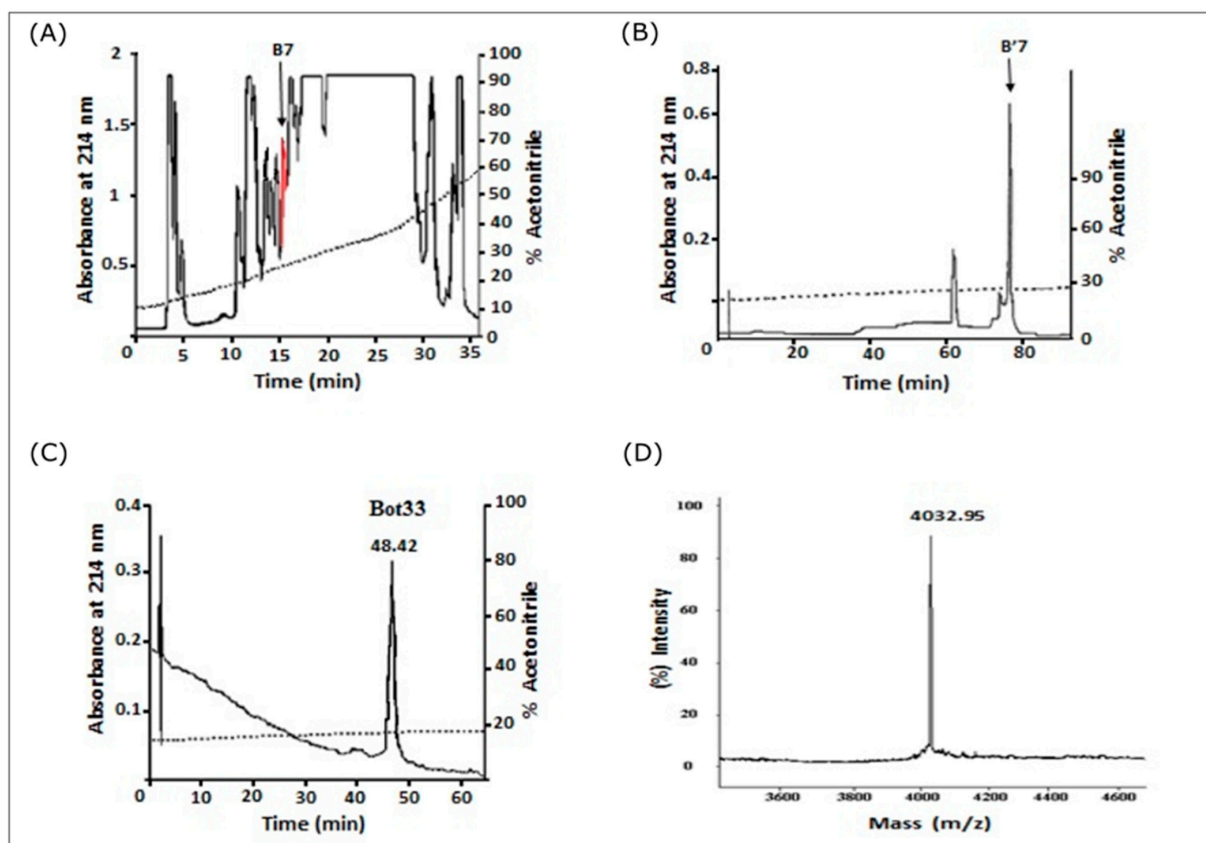 (A)
B7
2
1.5
1
0.5
0
100
90
80
70
60
50
40
30
20
10
0
0 5 10 15 20 25 30 35
Absorbance at 214 nm
% Acetonitrile
Time (min)
(B)
B'7
0.8
0.6
0.4
0.2
0
90
60
30
0
0 20 40 60 80
Absorbance at 214 nm
% Acetonitrile
Time (min)
(C)
Bot33
48.42
0.4
0.3
0.2
0.1
100
80
60
40
20
0
0 10 20 30 40 50 60
Absorbance at 214 nm
% Acetonitrile
Time (min)
(D)
4032.95
100
80
60
40
20
0
3600 3800 4000 4200 4400 4600
(%) Intensity
Mass (m/z)